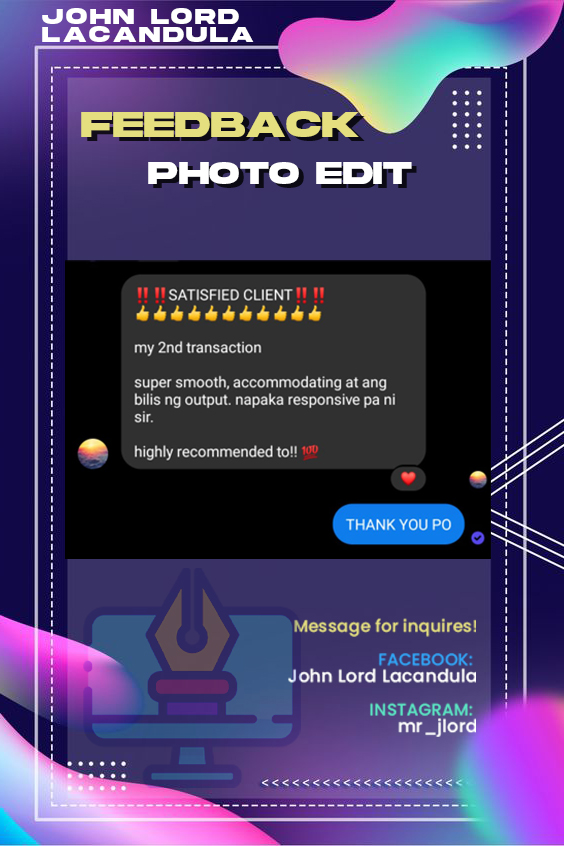 JOHN LORD
LACANDULA
FEEDBACK
PHOTO EDIT
‼️‼️SATISFIED CLIENT‼️‼️
👍👍👍👍👍👍👍👍👍👍👍
my 2nd transaction
super smooth, accommodating at ang
bilis ng output. napaka responsive pa ni
sir.
highly recommended to!! 💯
THANK YOU PO
Message for inquires!
FACEBOOK:
John Lord Lacandula
INSTAGRAM:
mr_jlord